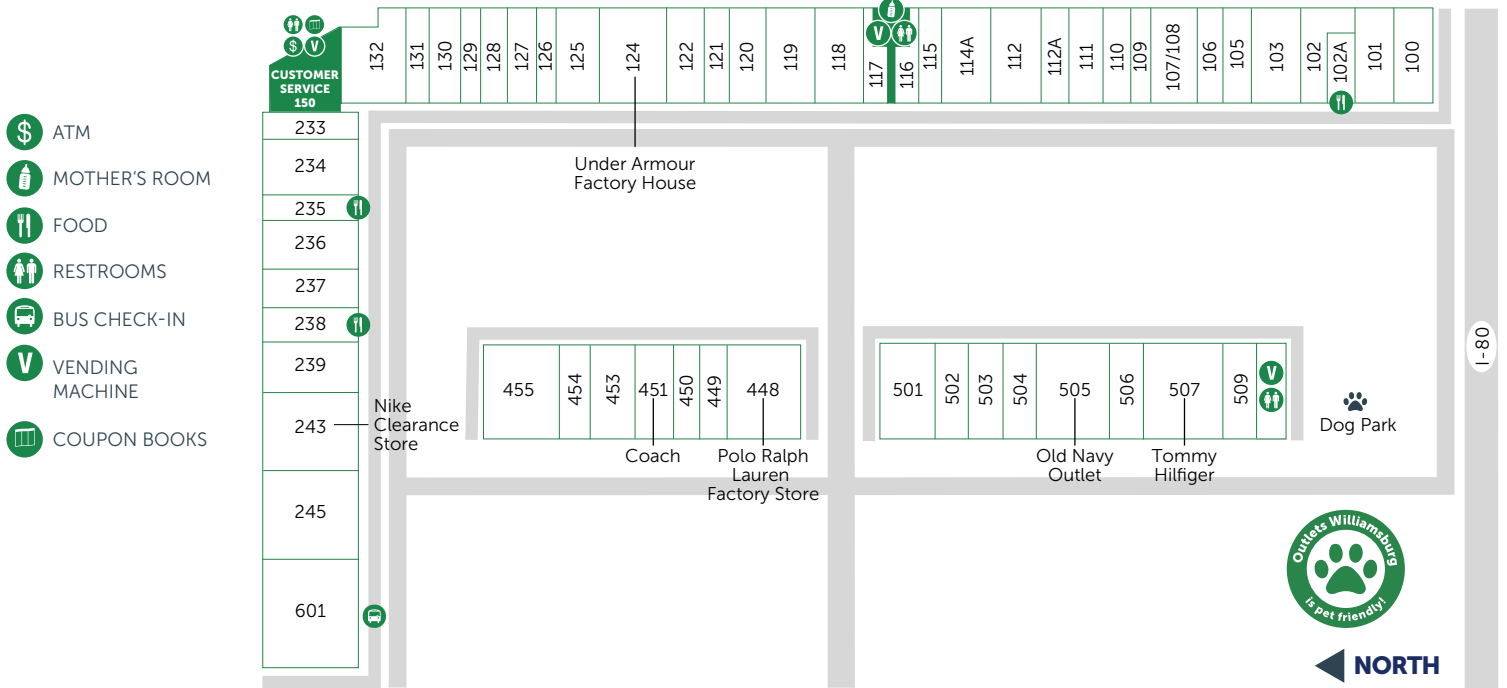 CUSTOMER
SERVICE
150
132
131
130
129
128
127
126
125
124
122
121
120
119
118
117
V
116
115
114A
112
112A
111
110
109
107/108
106
105
103
102
102A
101
100
$
V
$ ATM
MOTHER'S ROOM
FOOD
RESTROOMS
BUS CHECK-IN
V VENDING
MACHINE
COUPON BOOKS
233
234
235
236
237
238
239
243
245
601
Under Armour
Factory House
Nike
Clearance
Store
455
454
453
451
450
449
448
Coach
Polo Ralph
Lauren
Factory Store
501
502
503
504
505
506
507
509
V
Old Navy
Outlet
Tommy
Hilfiger
Dog Park
I-80
Outlets Williamsburg
is pet friendly!
NORTH